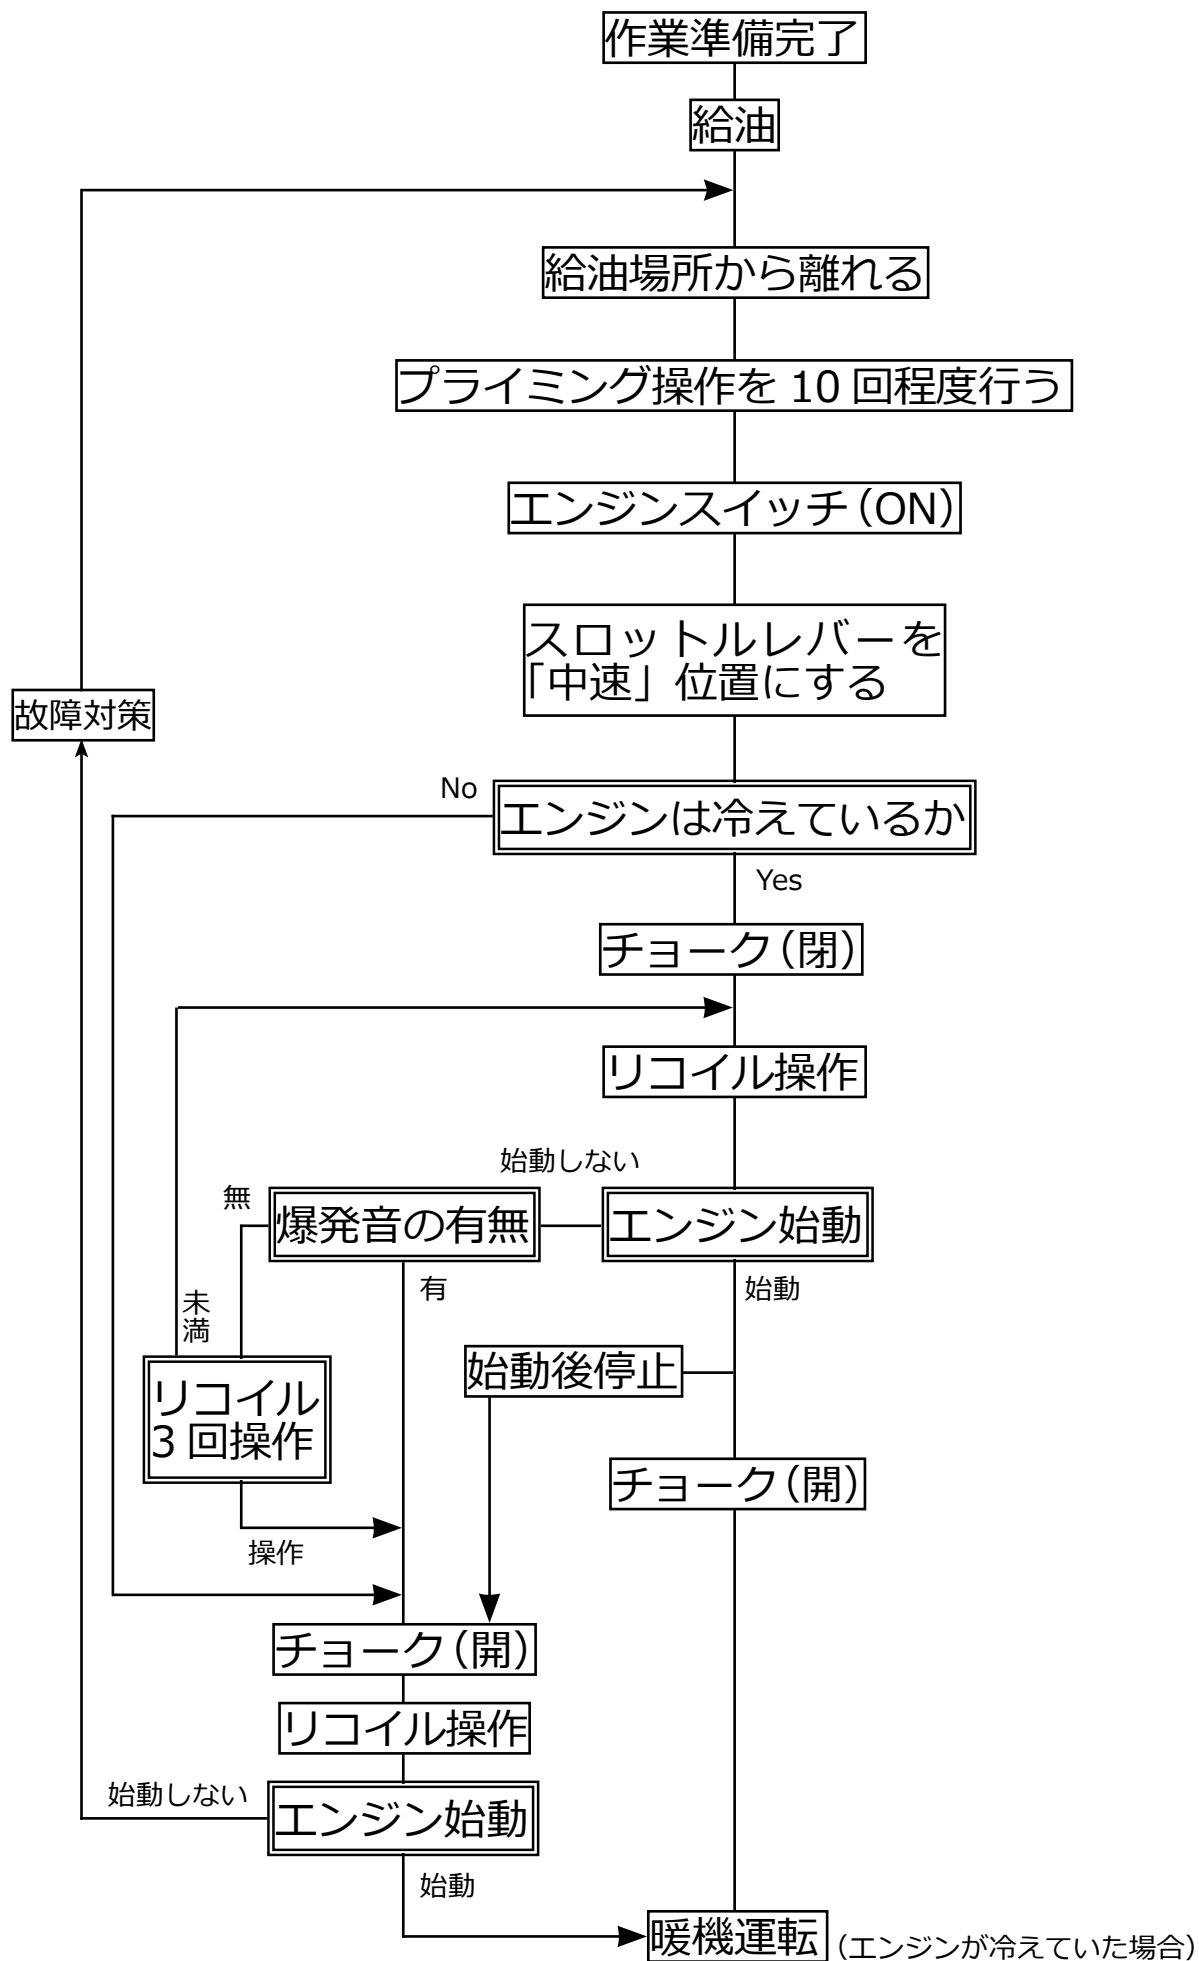 作業準備完了
給油
給油場所から離れる
プライミング操作を 10 回程度行う
エンジンスイッチ(ON)
スロットルレバーを
「中速」位置にする
故障対策
No
エンジンは冷えているか
Yes
チョーク(閉)
リコイル操作
始動しない
無
爆発音の有無
エンジン始動
有
始動
未
満
始動後停止
リコイル
3 回操作
チョーク(開)
操作
チョーク(開)
リコイル操作
始動しない
エンジン始動
始動
暖機運転
(エンジンが冷えていた場合)